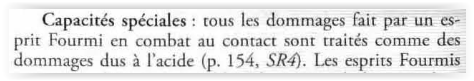 Capacités spéciales : tous les dommages fait par un es-
prit Fourmi en combat au contact sont traités comme des
dommages dus à l'acide (p. 154, SR4). Les esprits Fourmis